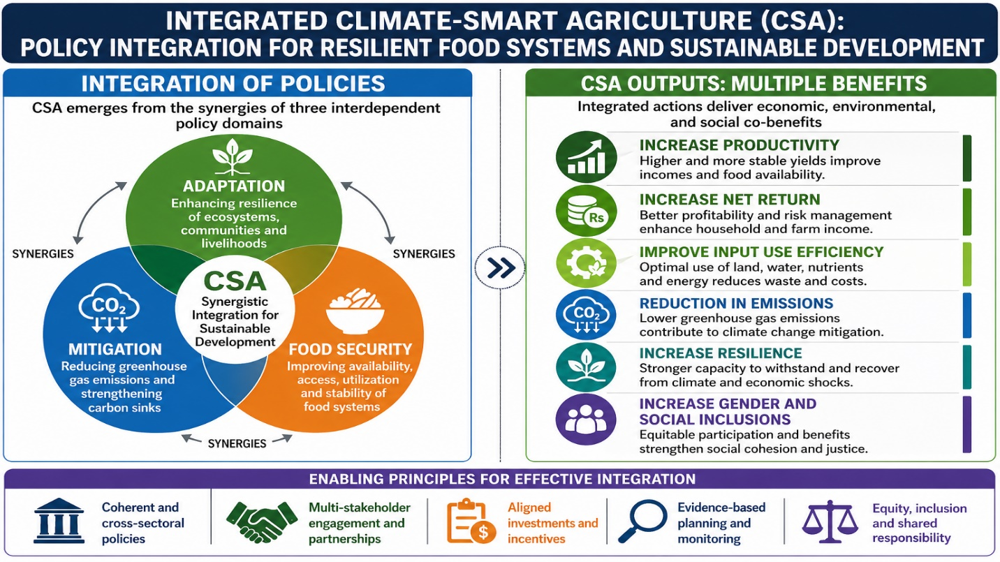 INTEGRATED CLIMATE-SMART AGRICULTURE (CSA):
POLICY INTEGRATION FOR RESILIENT FOOD SYSTEMS AND SUSTAINABLE DEVELOPMENT
INTEGRATION OF POLICIES
CSA emerges from the synergies of three interdependent
policy domains
ADAPTATION
Enhancing resilience
of ecosystems,
communities and
livelihoods
SYNERGIES
SYNERGIES
CSA
Synergistic
Integration for
Sustainable
Development
CO₂
MITIGATION
Reducing greenhouse
gas emissions and
strengthening
carbon sinks
FOOD SECURITY
Improving availability,
access, utilization
and stability of
food systems
SYNERGIES
CSA OUTPUTS: MULTIPLE BENEFITS
Integrated actions deliver economic, environmental,
and social co-benefits
INCREASE PRODUCTIVITY
Higher and more stable yields improve
incomes and food availability.
Rs
INCREASE NET RETURN
Better profitability and risk management
enhance household and farm income.
IMPROVE INPUT USE EFFICIENCY
Optimal use of land, water, nutrients
and energy reduces waste and costs.
CO₂
REDUCTION IN EMISSIONS
Lower greenhouse gas emissions
contribute to climate change mitigation.
INCREASE RESILIENCE
Stronger capacity to withstand and recover
from climate and economic shocks.
INCREASE GENDER AND
SOCIAL INCLUSIONS
Equitable participation and benefits
strengthen social cohesion and justice.
ENABLING PRINCIPLES FOR EFFECTIVE INTEGRATION
Coherent and
cross-sectoral
policies
Multi-stakeholder
engagement and
partnerships
$
Aligned
investments and
incentives
Evidence-based
planning and
monitoring
Equity, inclusion
and shared
responsibility